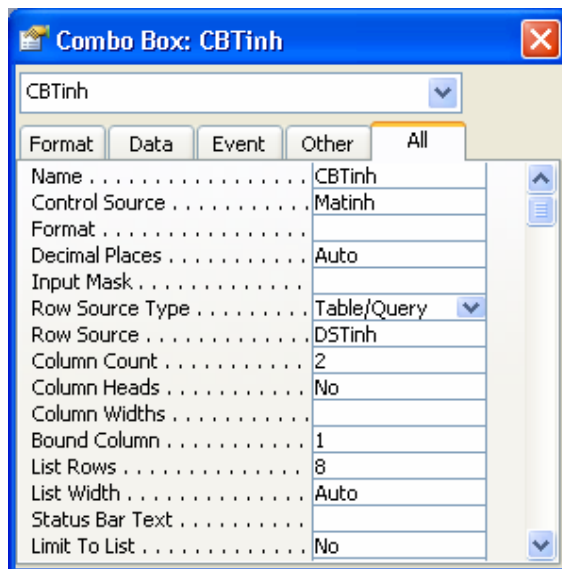 Combo Box: CBTinh
CBTinh
Format Data Event Other All
Name . . . . . . . . . . . . . . . . . . CBTinh
Control Source . . . . . . . . . . . Matinh
Format . . . . . . . . . . . . . . . . .
Decimal Places . . . . . . . . . . . Auto
Input Mask . . . . . . . . . . . . . .
Row Source Type . . . . . . . . . Table/Query
Row Source . . . . . . . . . . . . . DSTinh
Column Count . . . . . . . . . . . . 2
Column Heads . . . . . . . . . . . . No
Column Widths . . . . . . . . . . .
Bound Column . . . . . . . . . . . . 1
List Rows . . . . . . . . . . . . . . . 8
List Width . . . . . . . . . . . . . . . Auto
Status Bar Text . . . . . . . . . .
Limit To List . . . . . . . . . . . . . No